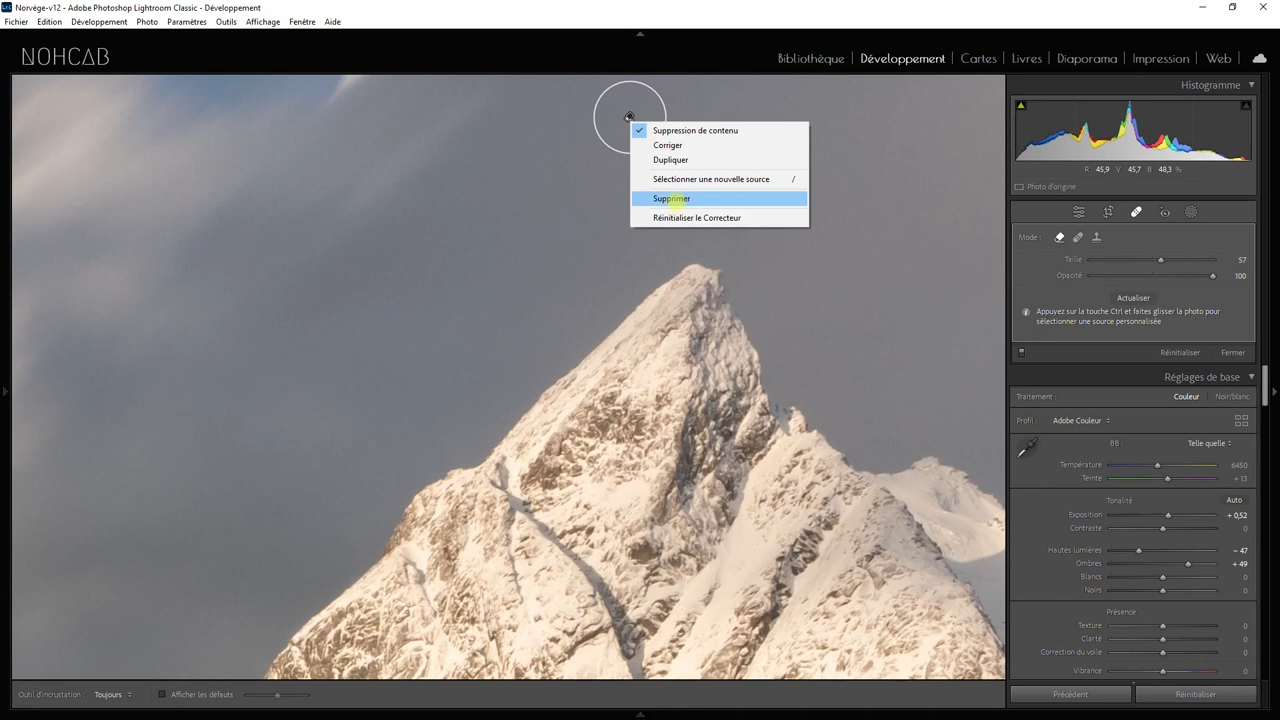 Norvège-v12 - Adobe Photoshop Lightroom Classic - Développement
Fichier Edition Développement Photo Paramètres Outils Affichage Fenêtre Aide
NOHCAB
Bibliothèque Développement Cartes Livres Diaporama Impression Web
Histogramme
R 45,9 V 45,7 B 48,3 %
Photo d'origine
Suppression de contenu
Corriger
Dupliquer
Sélectionner une nouvelle source /
Supprimer
Réinitialiser le Correcteur
Mode :
Taille 57
Opacité 100
Actualiser
Appuyez sur la touche Ctrl et faites glisser la photo pour
sélectionner une source personnalisée
Réinitialiser Fermer
Réglages de base
Traitement : Couleur Noir/blanc
Profil : Adobe Couleur
BB : Telle quelle
Température 6450
Teinte + 13
Tonalité Auto
Exposition + 0,52
Contraste 0
Hautes lumières − 47
Ombres + 49
Blancs 0
Noirs 0
Présence
Texture 0
Clarté 0
Correction du voile 0
Vibrance 0
Outil d'incrustation : Toujours Afficher les défauts
Précédent Réinitialiser